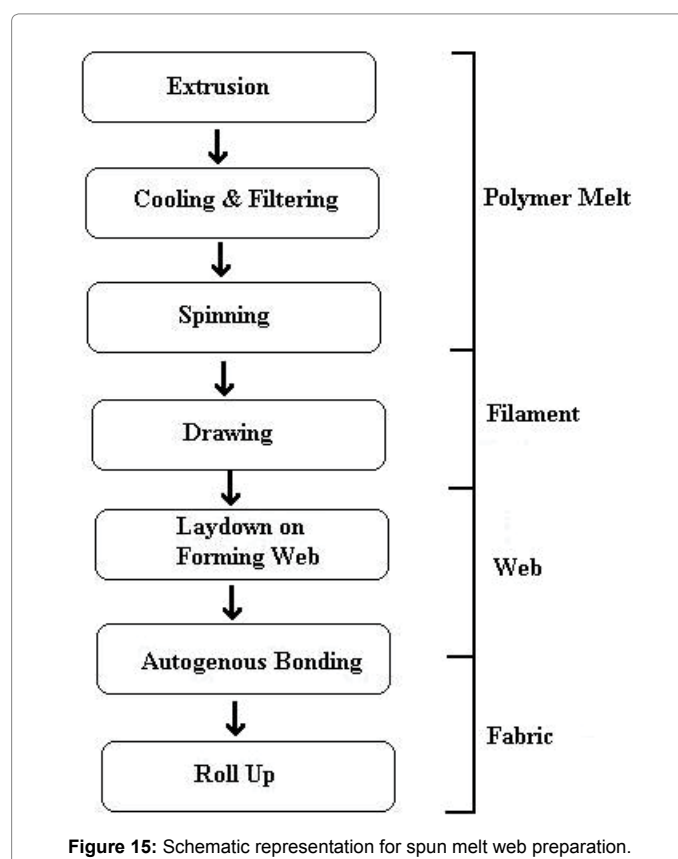 Extrusion
Cooling & Filtering
Polymer Melt
Spinning
Drawing
Filament
Laydown on
Forming Web
Web
Autogenous Bonding
Roll Up
Fabric
Figure 15: Schematic representation for spun melt web preparation.